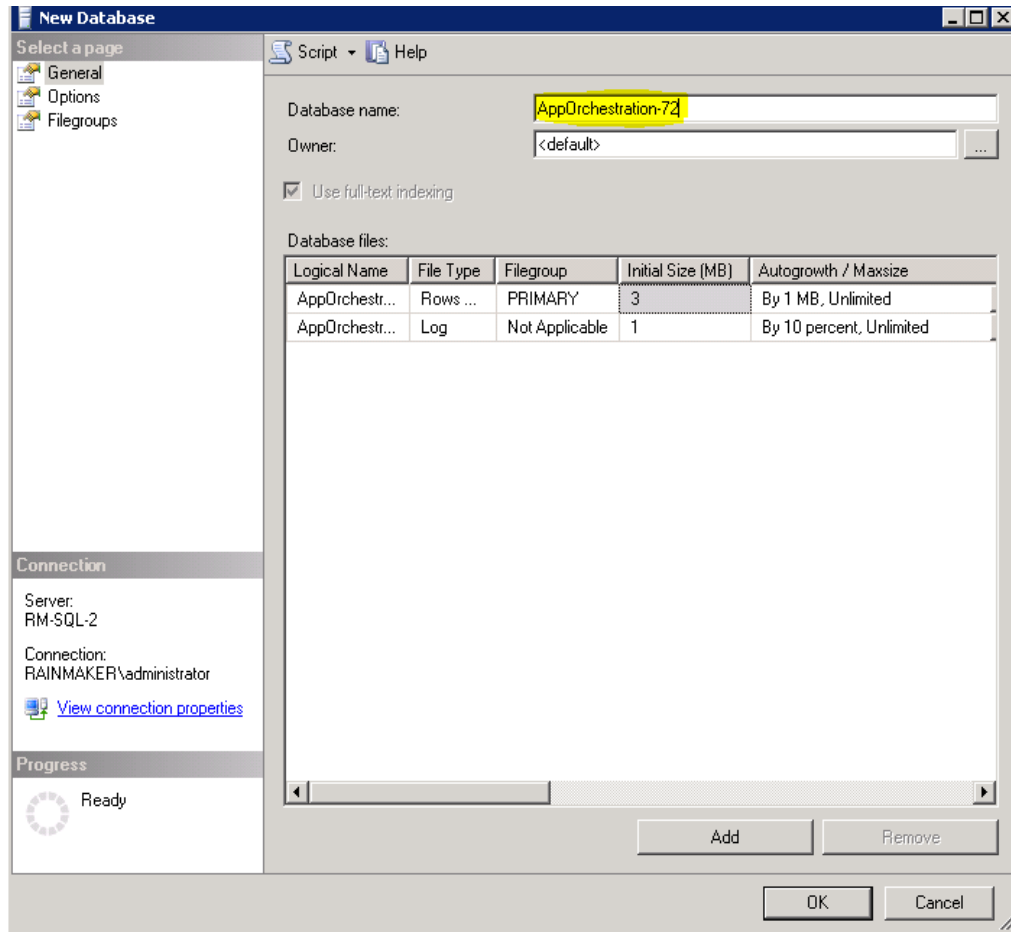 New Database
Select a page
General
Options
Filegroups
Script Help
Database name: AppOrchestration-72
Owner: <default> ...
Use full-text indexing
Database files:
Logical Name File Type Filegroup Initial Size (MB) Autogrowth / Maxsize
AppOrchestr... Rows ... PRIMARY 3 By 1 MB, Unlimited
AppOrchestr... Log Not Applicable 1 By 10 percent, Unlimited
Connection
Server:
RM-SQL-2
Connection:
RAINMAKER\administrator
View connection properties
Progress
Ready
Add Remove
OK Cancel